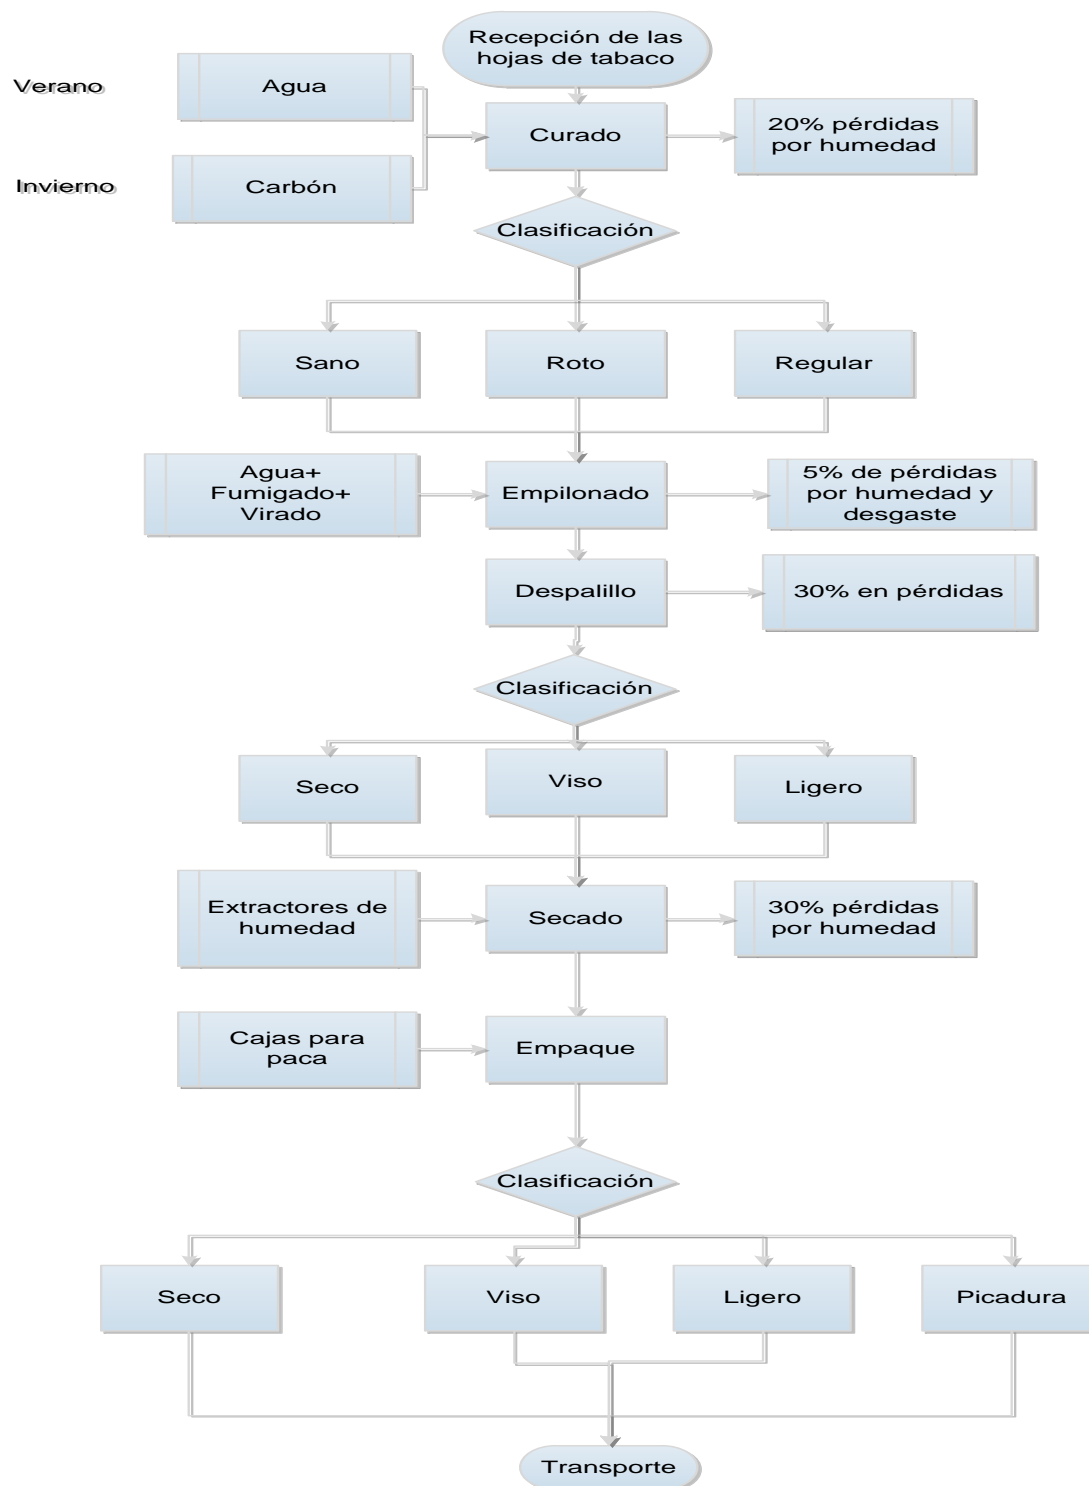 Recepción de las
hojas de tabaco
Verano
Agua
Curado
20% pérdidas
por humedad
Invierno
Carbón
Clasificación
Sano
Roto
Regular
Agua+
Fumigado+
Virado
Empilonado
5% de pérdidas
por humedad y
desgaste
Despalillo
30% en pérdidas
Clasificación
Seco
Viso
Ligero
Extractores de
humedad
Secado
30% pérdidas
por humedad
Cajas para
paca
Empaque
Clasificación
Seco
Viso
Ligero
Picadura
Transporte